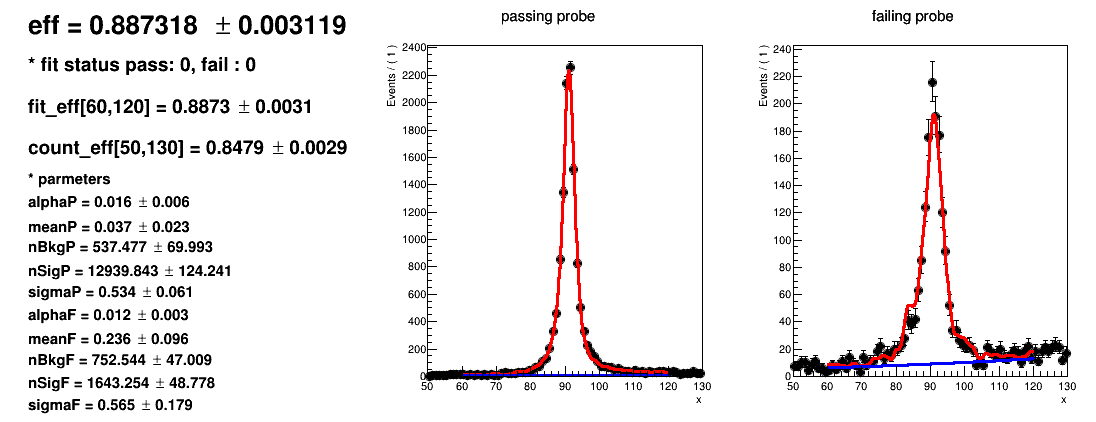 eff = 0.887318 ± 0.003119
* fit status pass: 0, fail : 0
fit_eff[60,120] = 0.8873 ± 0.0031
count_eff[50,130] = 0.8479 ± 0.0029
* parmeters
alphaP = 0.016 ± 0.006
meanP = 0.037 ± 0.023
nBkgP = 537.477 ± 69.993
nSigP = 12939.843 ± 124.241
sigmaP = 0.534 ± 0.061
alphaF = 0.012 ± 0.003
meanF = 0.236 ± 0.096
nBkgF = 752.544 ± 47.009
nSigF = 1643.254 ± 48.778
sigmaF = 0.565 ± 0.179
passing probe
Events / ( 1 )
2400
2200
2000
1800
1600
1400
1200
1000
800
600
400
200
0
50 60 70 80 90 100 110 120 130
x
failing probe
Events / ( 1 )
240
220
200
180
160
140
120
100
80
60
40
20
0
50 60 70 80 90 100 110 120 130
x